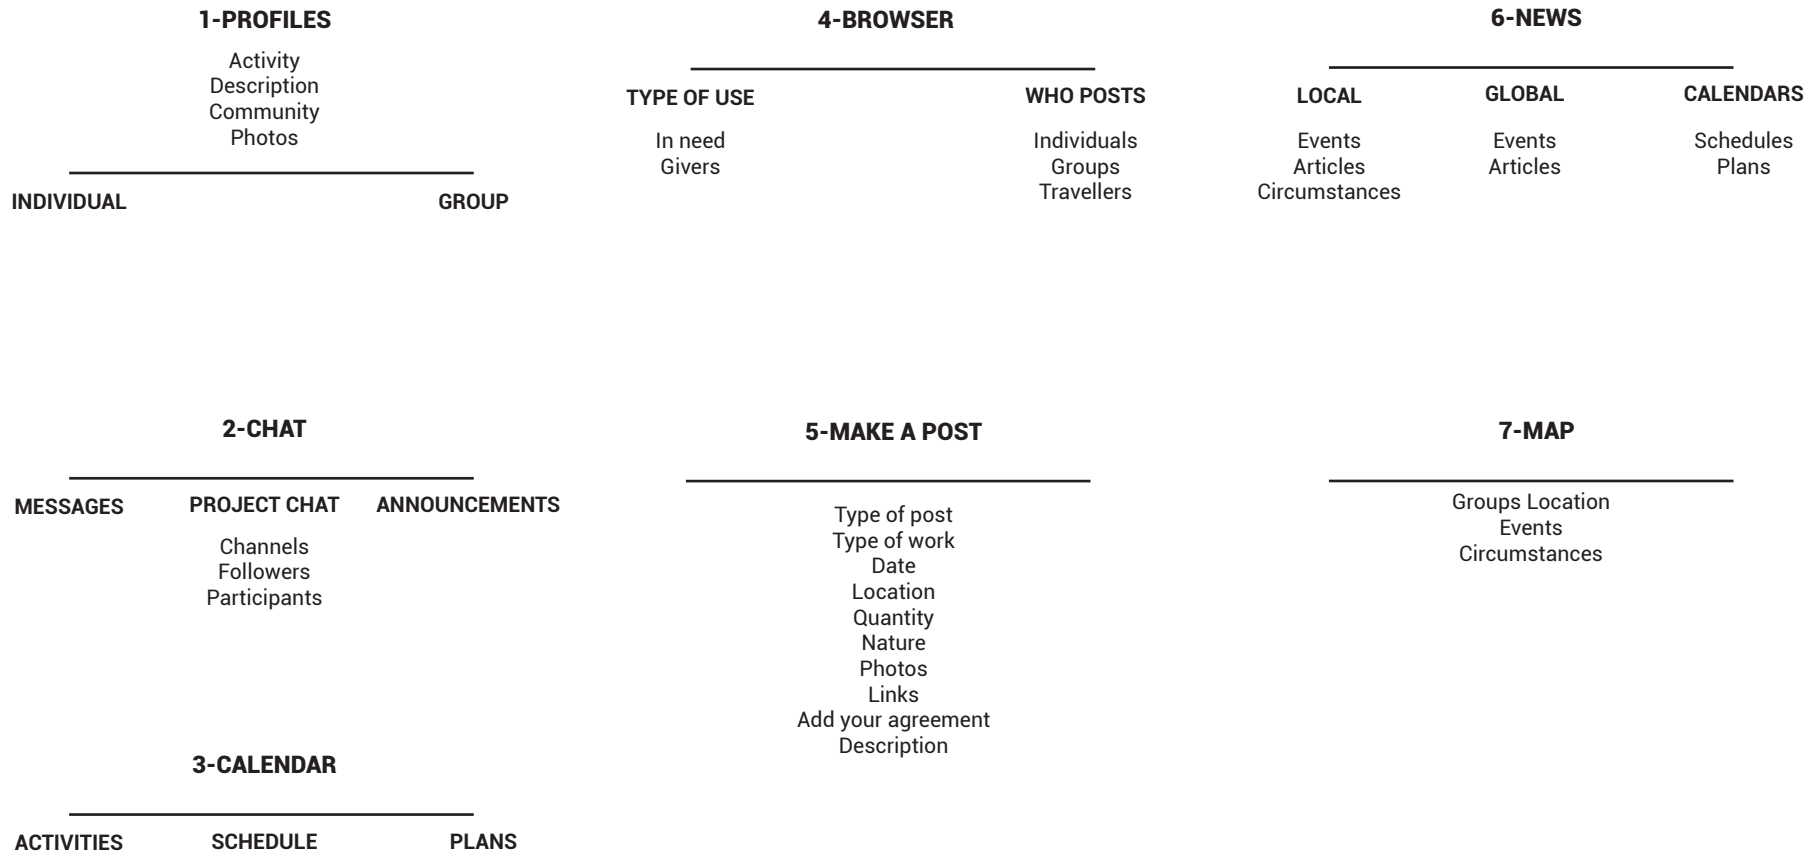 1-PROFILES
Activity
Description
Community
Photos
INDIVIDUAL
GROUP
2-CHAT
MESSAGES
PROJECT CHAT
Channels
Followers
Participants
ANNOUNCEMENTS
3-CALENDAR
ACTIVITIES
SCHEDULE
PLANS
4-BROWSER
TYPE OF USE
In need
Givers
WHO POSTS
Individuals
Groups
Travellers
5-MAKE A POST
Type of post
Type of work
Date
Location
Quantity
Nature
Photos
Links
Add your agreement
Description
6-NEWS
LOCAL
Events
Articles
Circumstances
GLOBAL
Events
Articles
CALENDARS
Schedules
Plans
7-MAP
Groups Location
Events
Circumstances